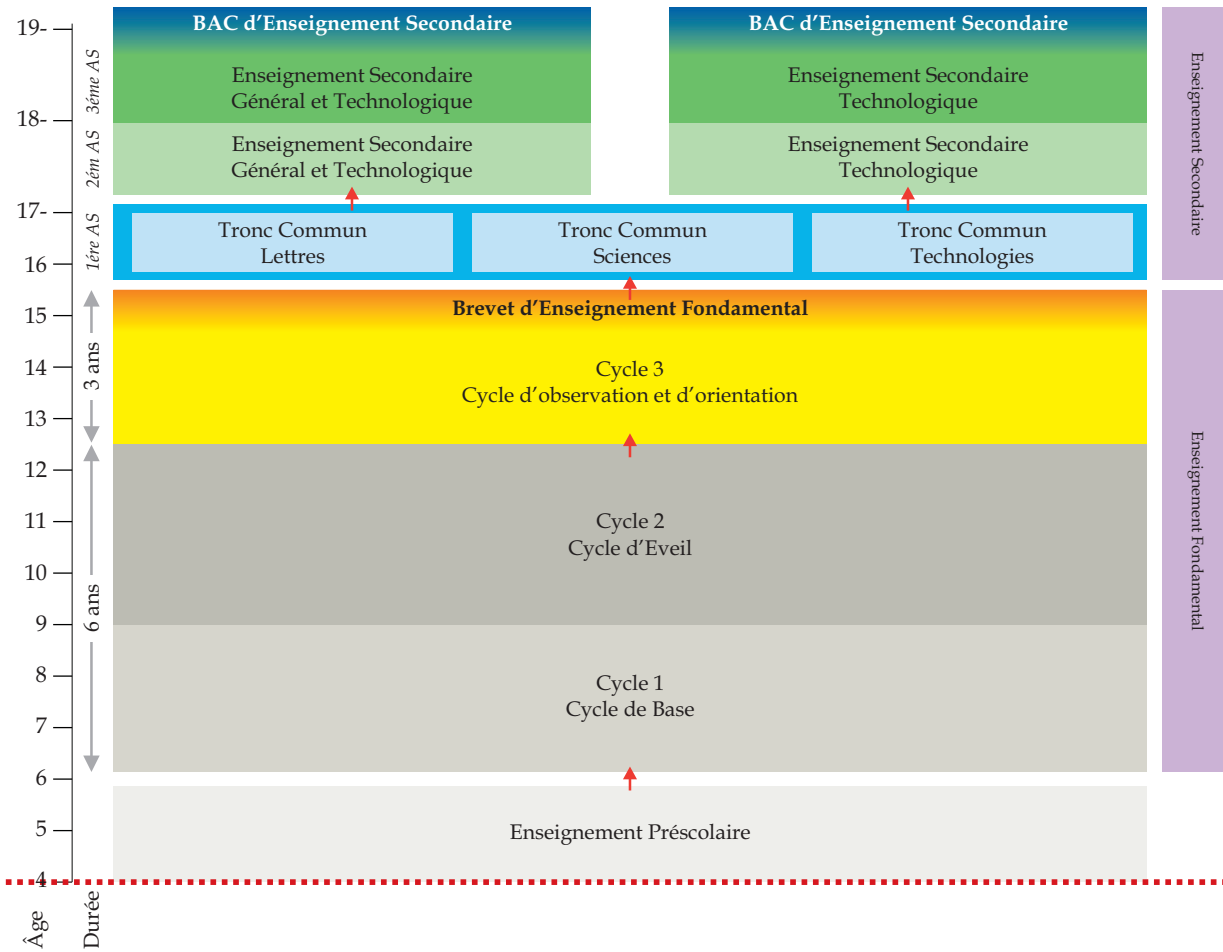 BAC d’Enseignement Secondaire
BAC d’Enseignement Secondaire
Enseignement Secondaire
Général et Technologique
Enseignement Secondaire
Technologique
Enseignement Secondaire
Général et Technologique
Enseignement Secondaire
Technologique
Tronc Commun
Lettres
Tronc Commun
Sciences
Tronc Commun
Technologies
Brevet d’Enseignement Fondamental
Cycle 3
Cycle d’observation et d’orientation
Cycle 2
Cycle d’Eveil
Cycle 1
Cycle de Base
Enseignement Préscolaire
19-
18-
17-
16
15
14
13
12
11
10
9
8
7
6
5
4
Âge
3éme AS
2ém AS
1ére AS
3 ans
6 ans
Durée
Enseignement Secondaire
Enseignement Fondamental